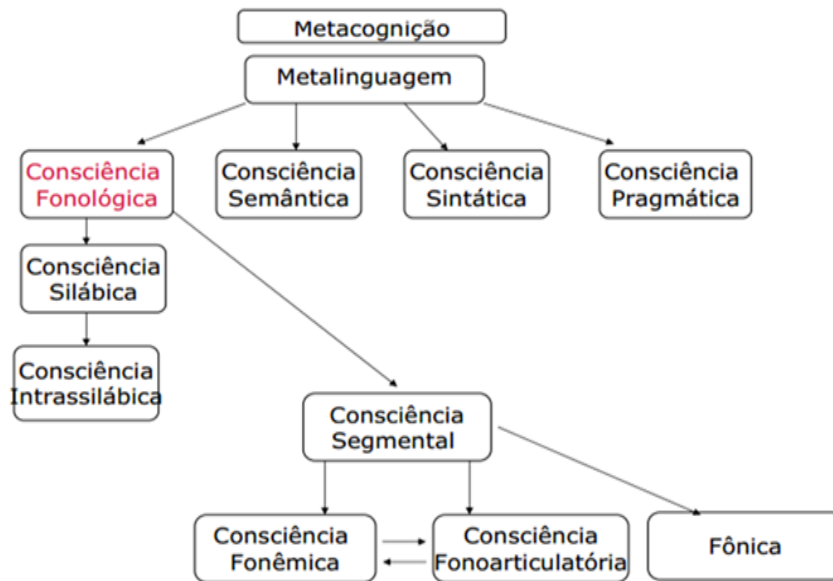 Metacognição
Metalinguagem
Consciência
Fonológica
Consciência
Semântica
Consciência
Sintática
Consciência
Pragmática
Consciência
Silábica
Consciência
Intrassilábica
Consciência
Segmental
Consciência
Fonêmica
Consciência
Fonoarticulatória
Fônica